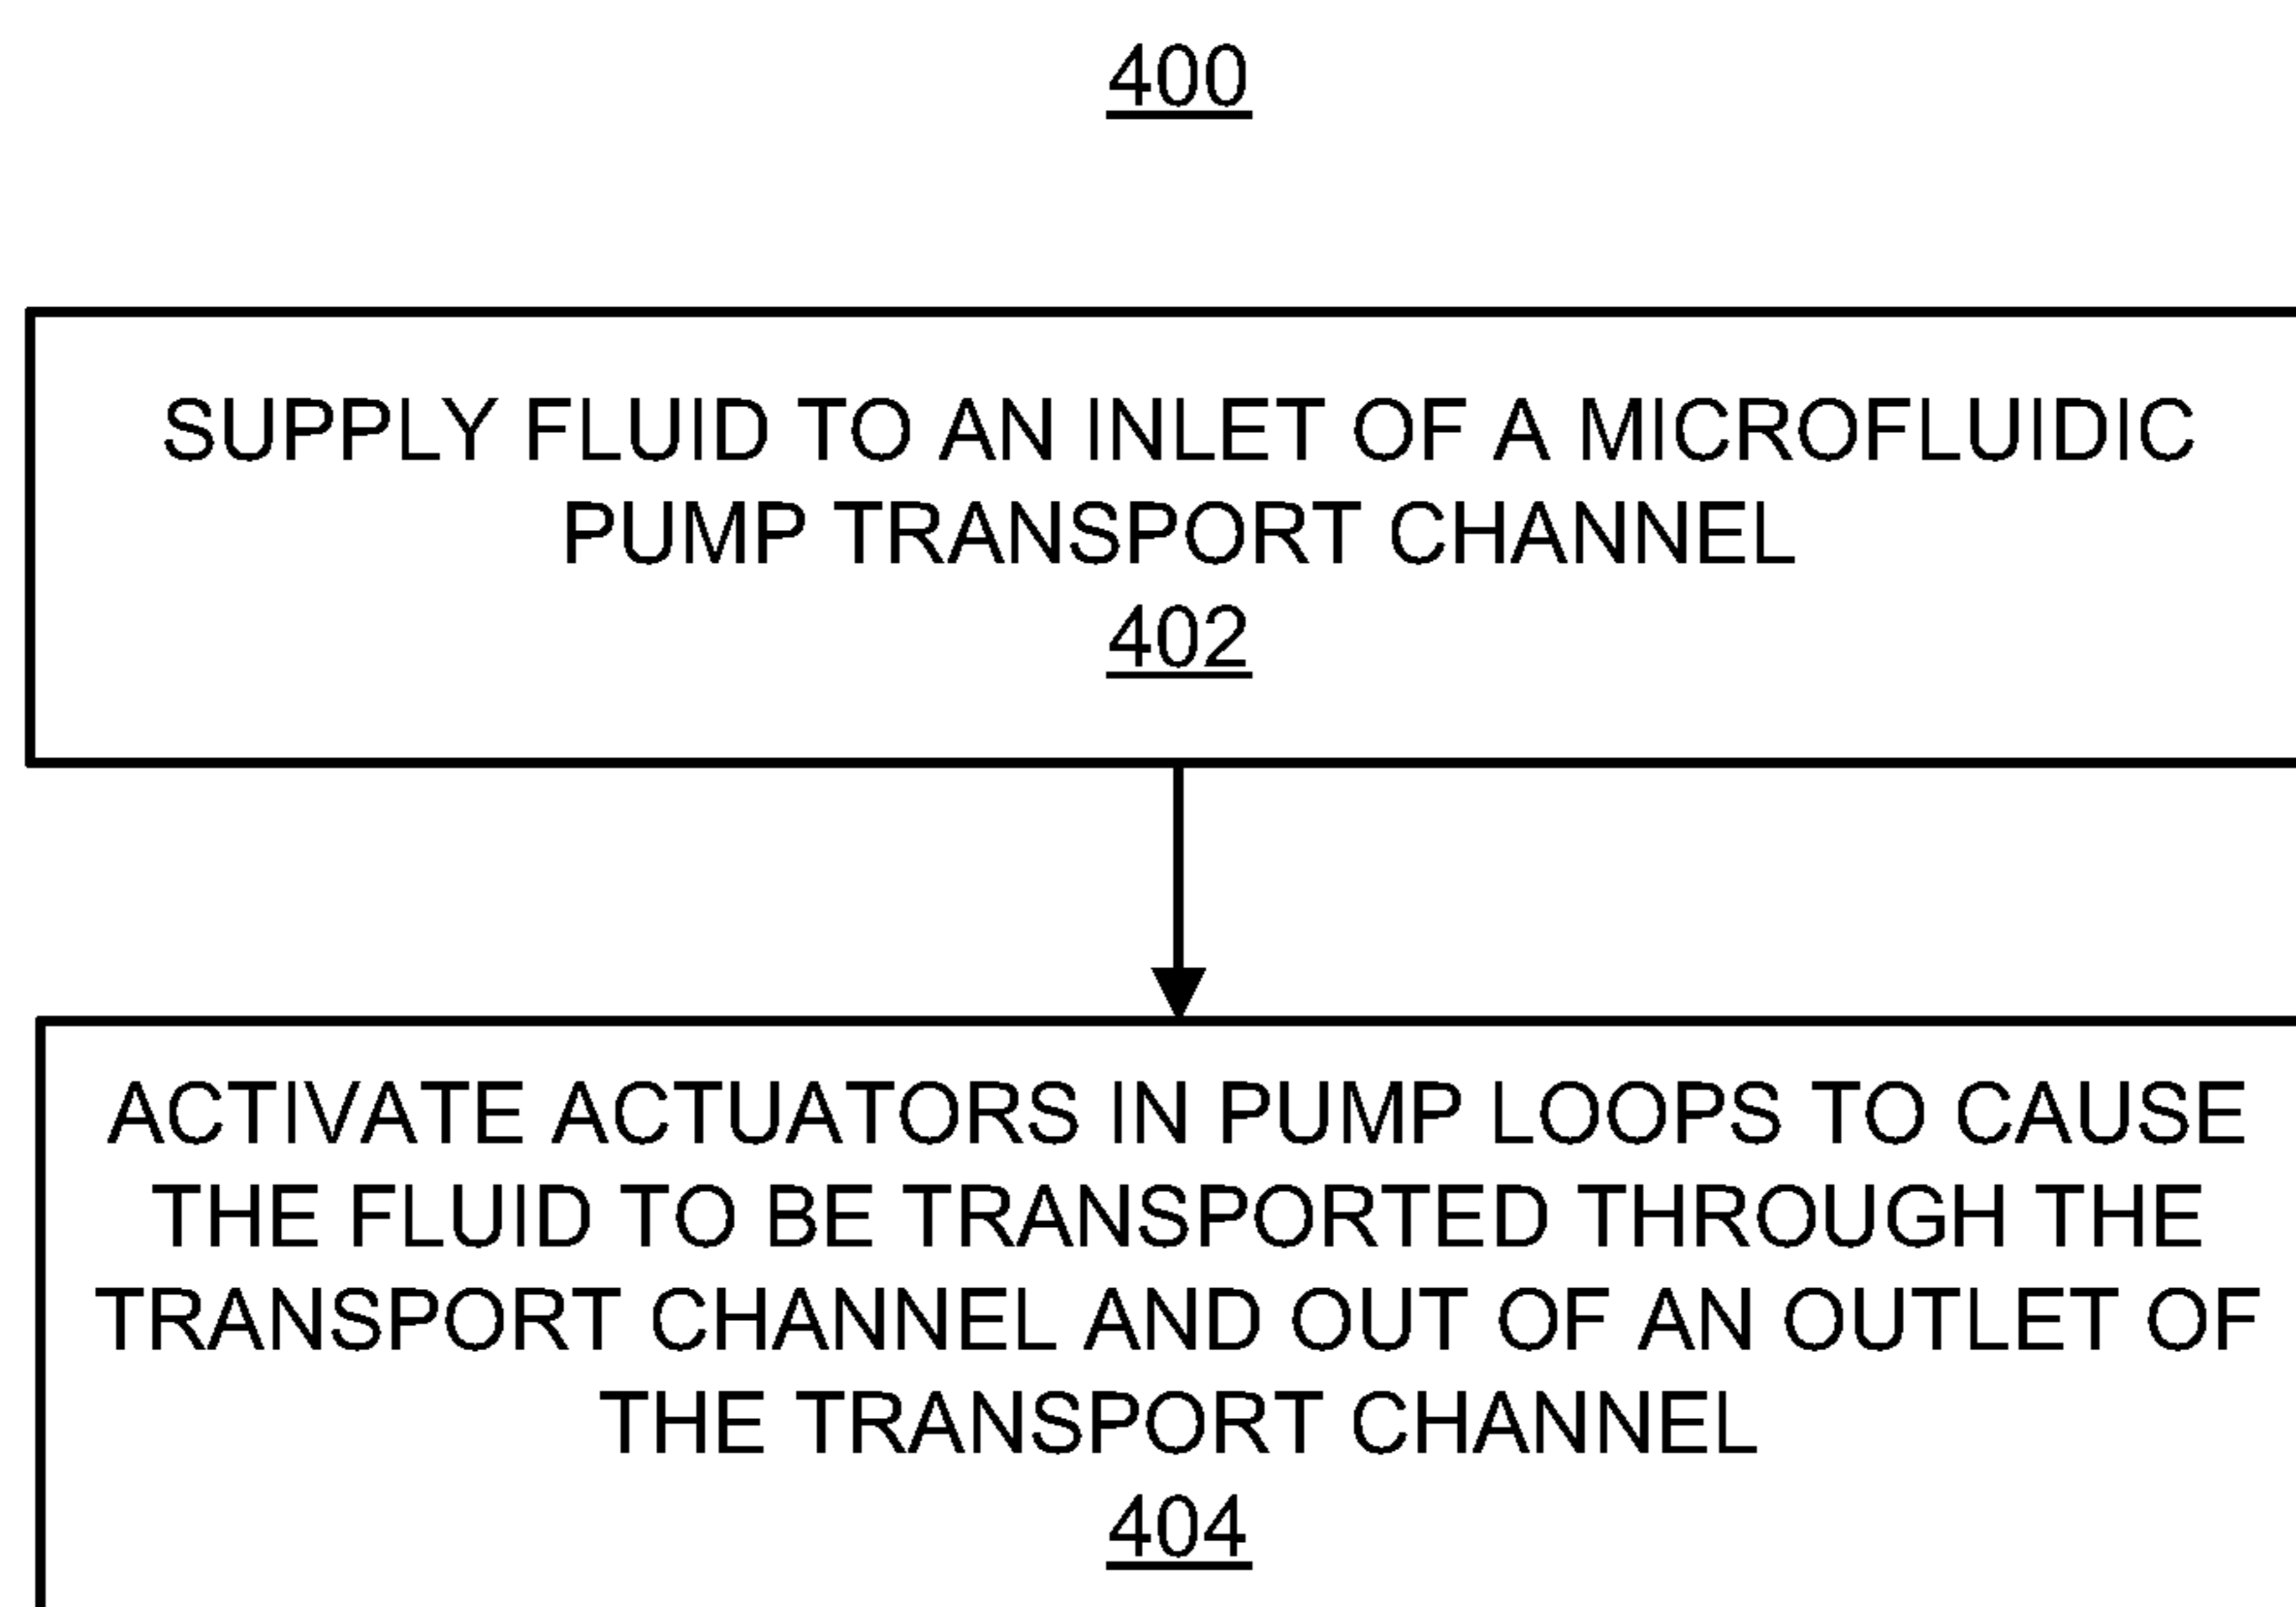 400
SUPPLY FLUID TO AN INLET OF A MICROFLUIDIC
PUMP TRANSPORT CHANNEL
402
ACTIVATE ACTUATORS IN PUMP LOOPS TO CAUSE
THE FLUID TO BE TRANSPORTED THROUGH THE
TRANSPORT CHANNEL AND OUT OF AN OUTLET OF
THE TRANSPORT CHANNEL
404